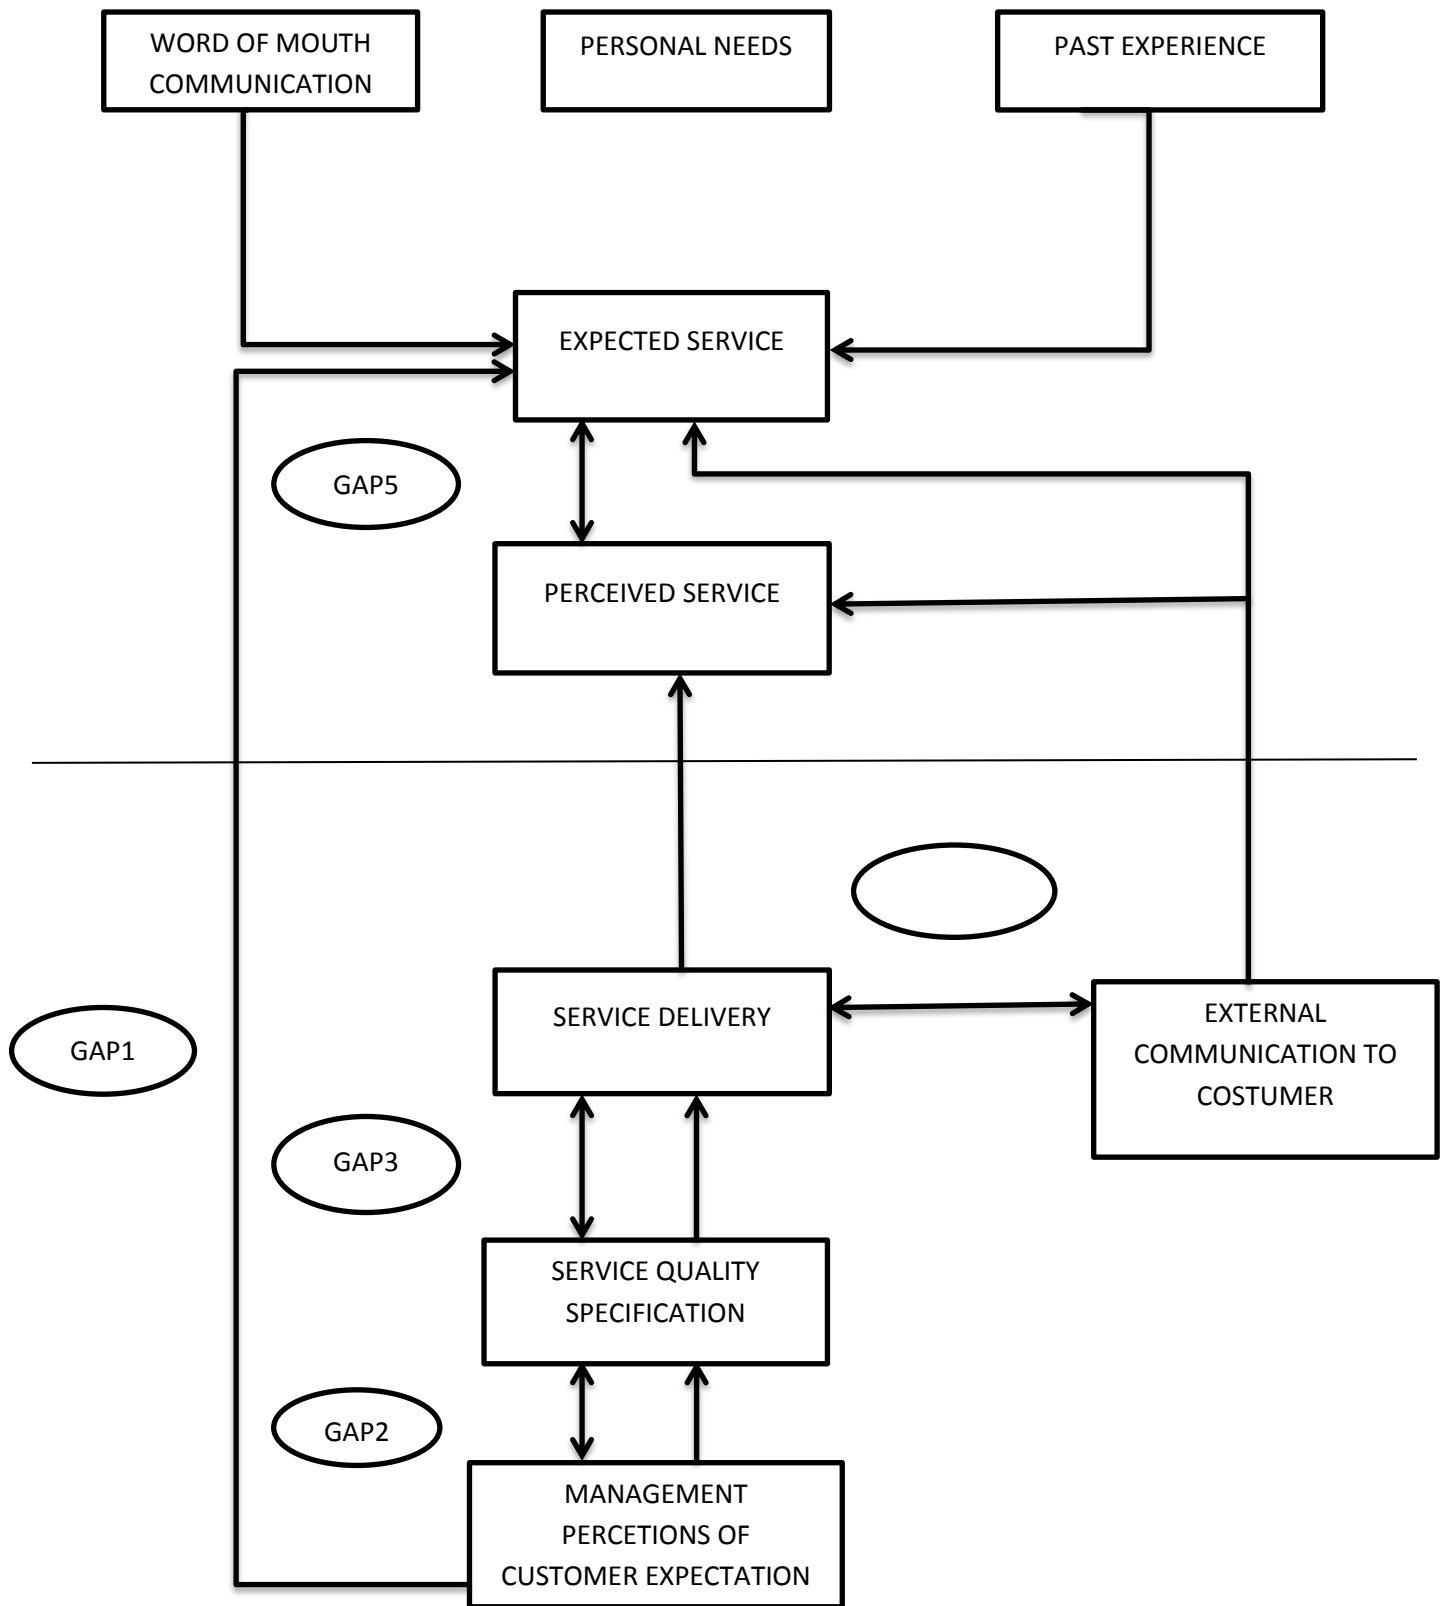 WORD OF MOUTH
COMMUNICATION
PERSONAL NEEDS
PAST EXPERIENCE
EXPECTED SERVICE
GAP5
PERCEIVED SERVICE
SERVICE DELIVERY
EXTERNAL
COMMUNICATION TO
COSTUMER
GAP1
GAP3
SERVICE QUALITY
SPECIFICATION
GAP2
MANAGEMENT
PERCETIONS OF
CUSTOMER EXPECTATION